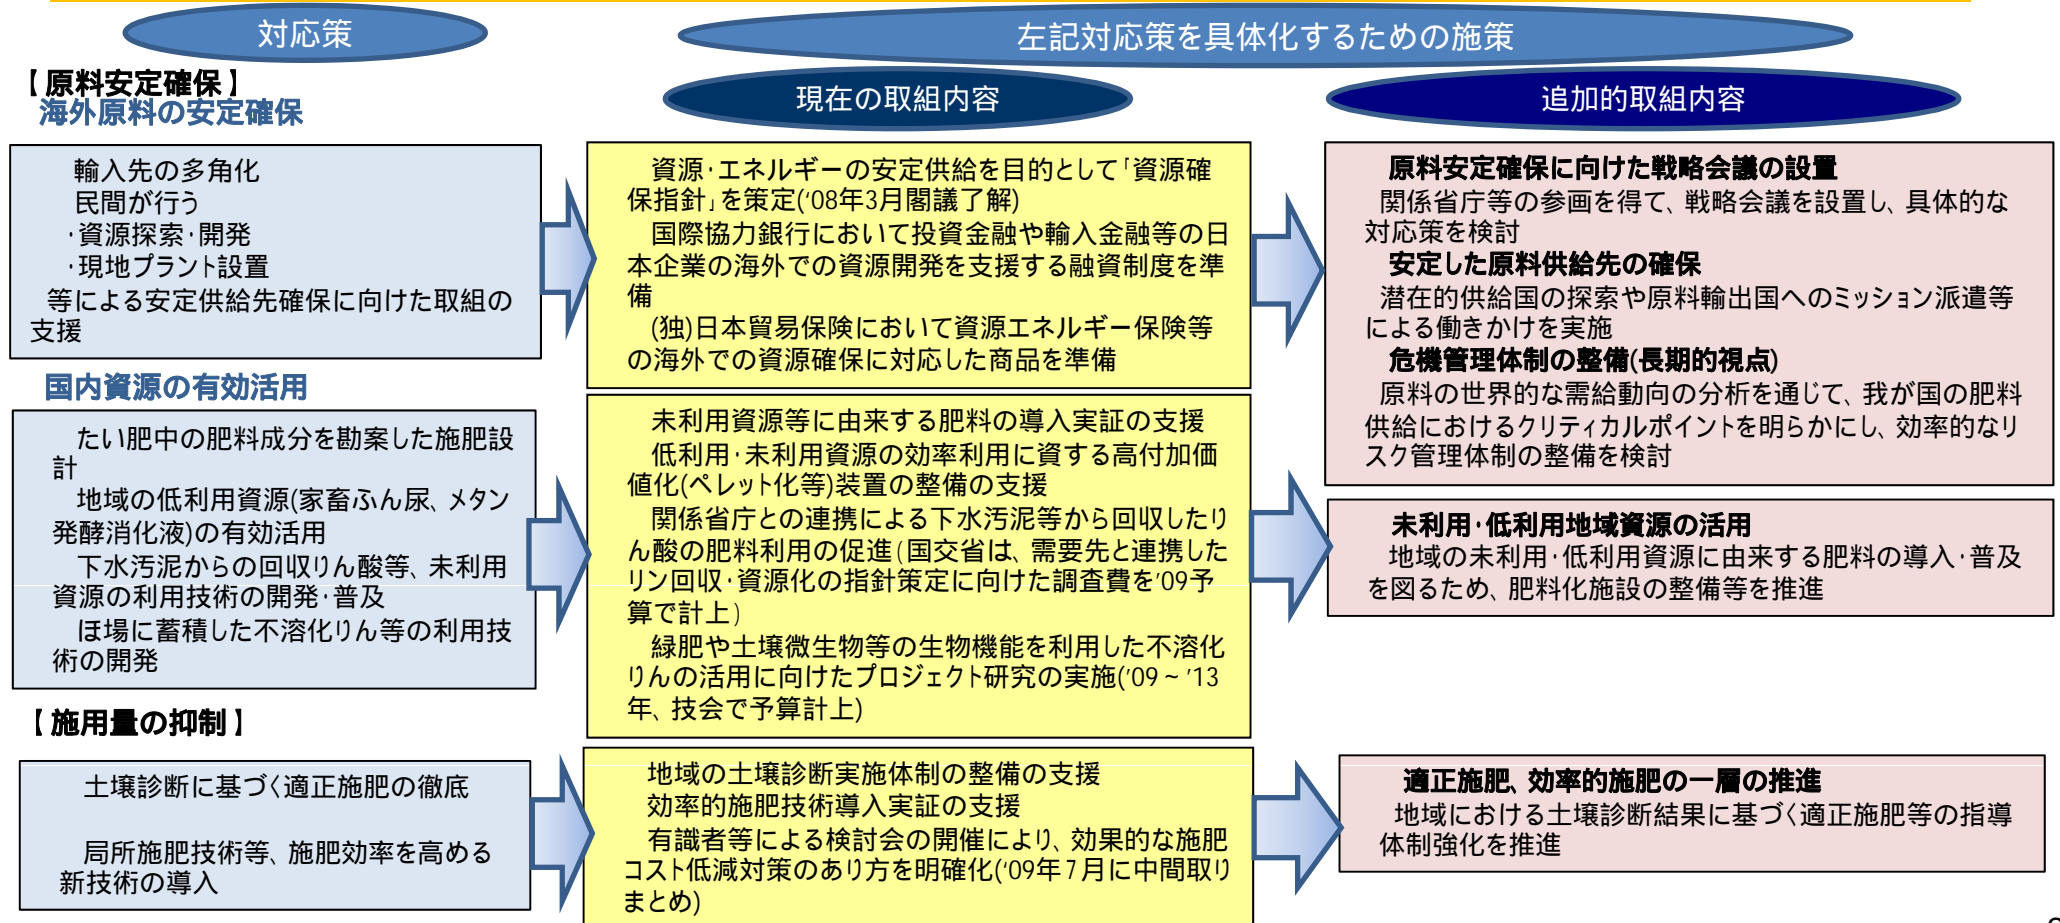 対応策
左記対応策を具体化するための施策
【原料安定確保】
海外原料の安定確保
現在の取組内容
追加的取組内容
輸入先の多角化
民間が行う
・資源探索・開発
・現地プラント設置
等による安定供給先確保に向けた取組の
支援
資源・エネルギーの安定供給を目的として「資源確
保指針」を策定('08年3月閣議了解)
国際協力銀行において投資金融や輸入金融等の日
本企業の海外での資源開発を支援する融資制度を準
備
(独)日本貿易保険において資源エネルギー保険等
の海外での資源確保に対応した商品を準備
原料安定確保に向けた戦略会議の設置
関係省庁等の参画を得て、戦略会議を設置し、具体的な
対応策を検討
安定した原料供給先の確保
潜在的供給国の探索や原料輸出国へのミッション派遣等
による働きかけを実施
危機管理体制の整備(長期的視点)
原料の世界的な需給動向の分析を通じて、我が国の肥料
供給におけるクリティカルポイントを明らかにし、効率的なリ
スク管理体制の整備を検討
国内資源の有効活用
たい肥中の肥料成分を勘案した施肥設
計
地域の低利用資源(家畜ふん尿、メタン
発酵消化液)の有効活用
下水汚泥からの回収りん酸等、未利用
資源の利用技術の開発・普及
ほ場に蓄積した不溶化りん等の利用技
術の開発
未利用資源等に由来する肥料の導入実証の支援
低利用・未利用資源の効率利用に資する高付加価
値化(ペレット化等)装置の整備の支援
関係省庁との連携による下水汚泥等から回収したり
ん酸の肥料利用の促進(国交省は、需要先と連携した
リン回収・資源化の指針策定に向けた調査費を'09予
算で計上)
緑肥や土壌微生物等の生物機能を利用した不溶化
りんの活用に向けたプロジェクト研究の実施('09～'13
年、技会で予算計上)
未利用・低利用地域資源の活用
地域の未利用・低利用資源に由来する肥料の導入・普及
を図るため、肥料化施設の整備等を推進
【施用量の抑制】
土壌診断に基づく適正施肥の徹底
局所施肥技術等、施肥効率を高める
新技術の導入
地域の土壌診断実施体制の整備の支援
効率的施肥技術導入実証の支援
有識者等による検討会の開催により、効果的な施肥
コスト低減対策のあり方を明確化('09年7月に中間取り
まとめ)
適正施肥、効率的施肥の一層の推進
地域における土壌診断結果に基づく適正施肥等の指導
体制強化を推進